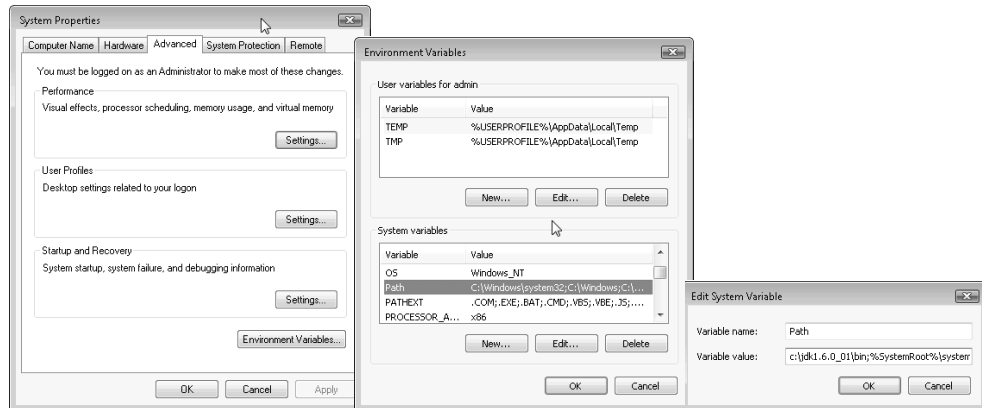 System Properties
Computer Name Hardware Advanced System Protection Remote
You must be logged on as an Administrator to make most of these changes.
Performance
Visual effects, processor scheduling, memory usage, and virtual memory
Settings...
User Profiles
Desktop settings related to your logon
Settings...
Startup and Recovery
System startup, system failure, and debugging information
Settings...
Environment Variables...
OK Cancel Apply
Environment Variables
User variables for admin
Variable Value
TEMP %USERPROFILE%\AppData\Local\Temp
TMP %USERPROFILE%\AppData\Local\Temp
New... Edit... Delete
System variables
Variable Value
OS Windows_NT
Path C:\Windows\system32;C:\Windows;C:\...
PATHEXT .COM;.EXE;.BAT;.CMD;.VBS;.VBE;.JS;....
PROCESSOR_A... x86
New... Edit... Delete
OK Cancel
Edit System Variable
Variable name: Path
Variable value: c:\jdk1.6.0_01\bin;%SystemRoot%\system
OK Cancel